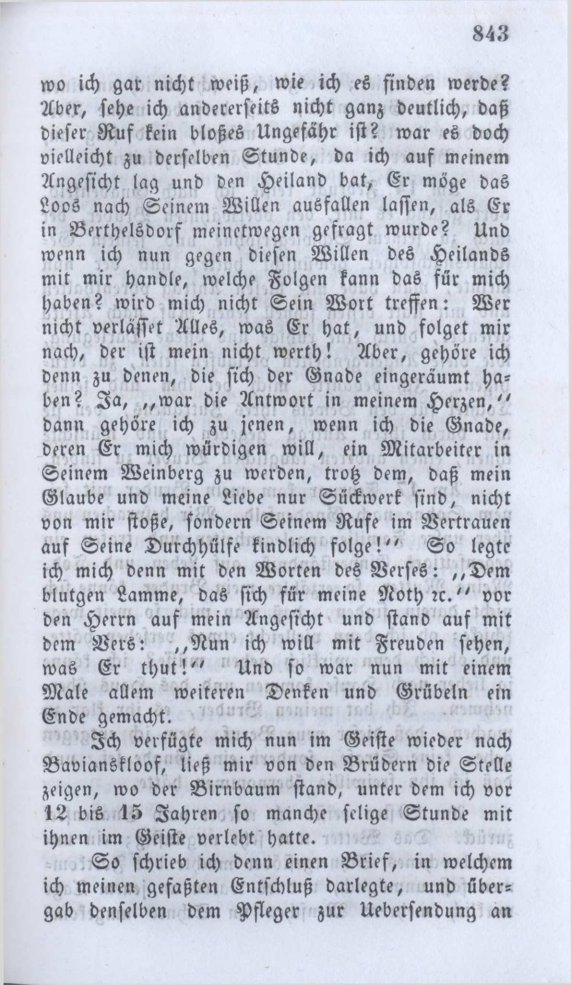 843
wo ich gar nicht weiß, wie ich es finden werde?
Aber, sehe ich andererseits nicht ganz deutlich, daß
dieser Ruf kein bloßes Ungefähr ist? war es doch
vielleicht zu derselben Stunde, da ich auf meinem
Angesicht lag und den Heiland bat, Er möge das
Loos nach Seinem Willen ausfallen lassen, als Er
in Berthelsdorf meinetwegen gefragt wurde? Und
wenn ich nun gegen diesen Willen des Heilands
mit mir handle, welche Folgen kann das für mich
haben? wird mich nicht Sein Wort treffen: Wer
nicht verlässet Alles, was Er hat, und folget mir
nach, der ist mein nicht werth! Aber, gehöre ich
denn zu denen, die sich der Gnade eingeräumt ha-
ben? Ja, „war die Antwort in meinem Herzen,“
dann gehöre ich zu jenen, wenn ich die Gnade,
deren Er mich würdigen will, ein Mitarbeiter in
Seinem Weinberg zu werden, trotz dem, daß mein
Glaube und meine Liebe nur Sückwerk sind, nicht
von mir stoße, sondern Seinem Rufe im Vertrauen
auf Seine Durchhülfe kindlich folge!“ So legte
ich mich denn mit den Worten des Verses: „Dem
blutgen Lamme, das sich für meine Noth ꝛc.“ vor
den Herrn auf mein Angesicht und stand auf mit
dem Vers: „Nun ich will mit Freuden sehen,
was Er thut!“ Und so war nun mit einem
Male allem weiteren Denken und Grübeln ein
Ende gemacht.
Ich verfügte mich nun im Geiste wieder nach
Bavianskloof, ließ mir von den Brüdern die Stelle
zeigen, wo der Birnbaum stand, unter dem ich vor
12 bis 15 Jahren so manche selige Stunde mit
ihnen im Geiste verlebt hatte.
So schrieb ich denn einen Brief, in welchem
ich meinen gefaßten Entschluß darlegte, und über-
gab denselben dem Pfleger zur Uebersendung an